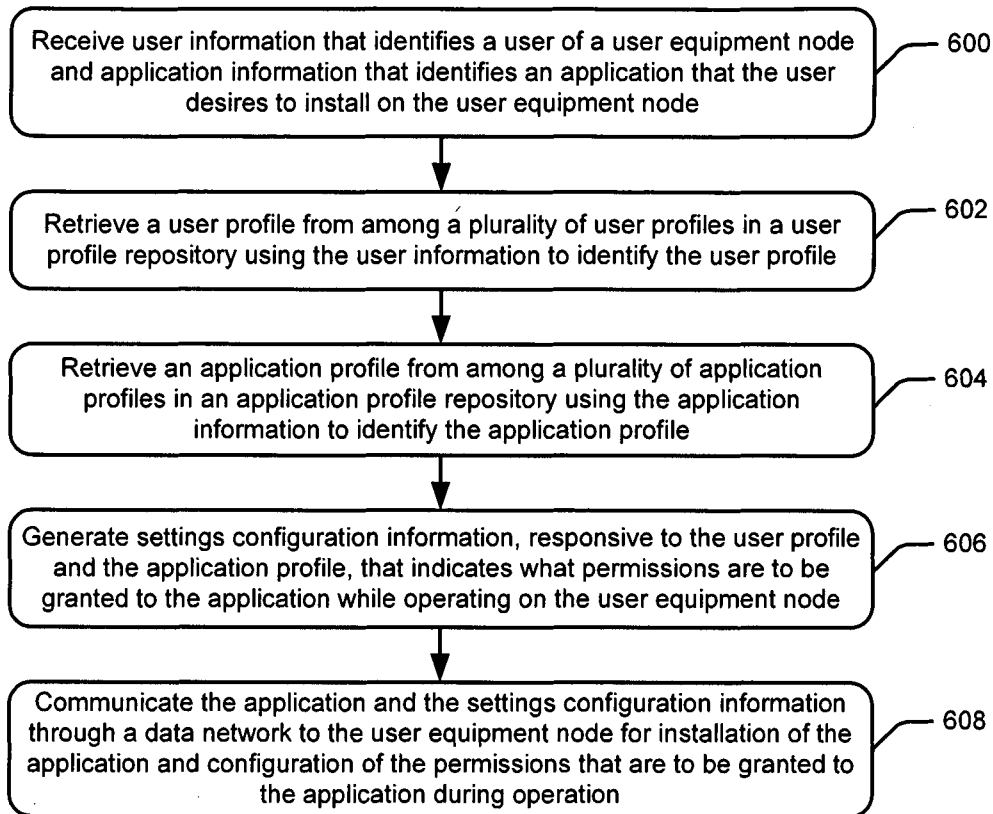 Receive user information that identifies a user of a user equipment node
and application information that identifies an application that the user
desires to install on the user equipment node
600
Retrieve a user profile from among a plurality of user profiles in a user
profile repository using the user information to identify the user profile
602
Retrieve an application profile from among a plurality of application
profiles in an application profile repository using the application
information to identify the application profile
604
Generate settings configuration information, responsive to the user profile
and the application profile, that indicates what permissions are to be
granted to the application while operating on the user equipment node
606
Communicate the application and the settings configuration information
through a data network to the user equipment node for installation of the
application and configuration of the permissions that are to be granted to
the application during operation
608